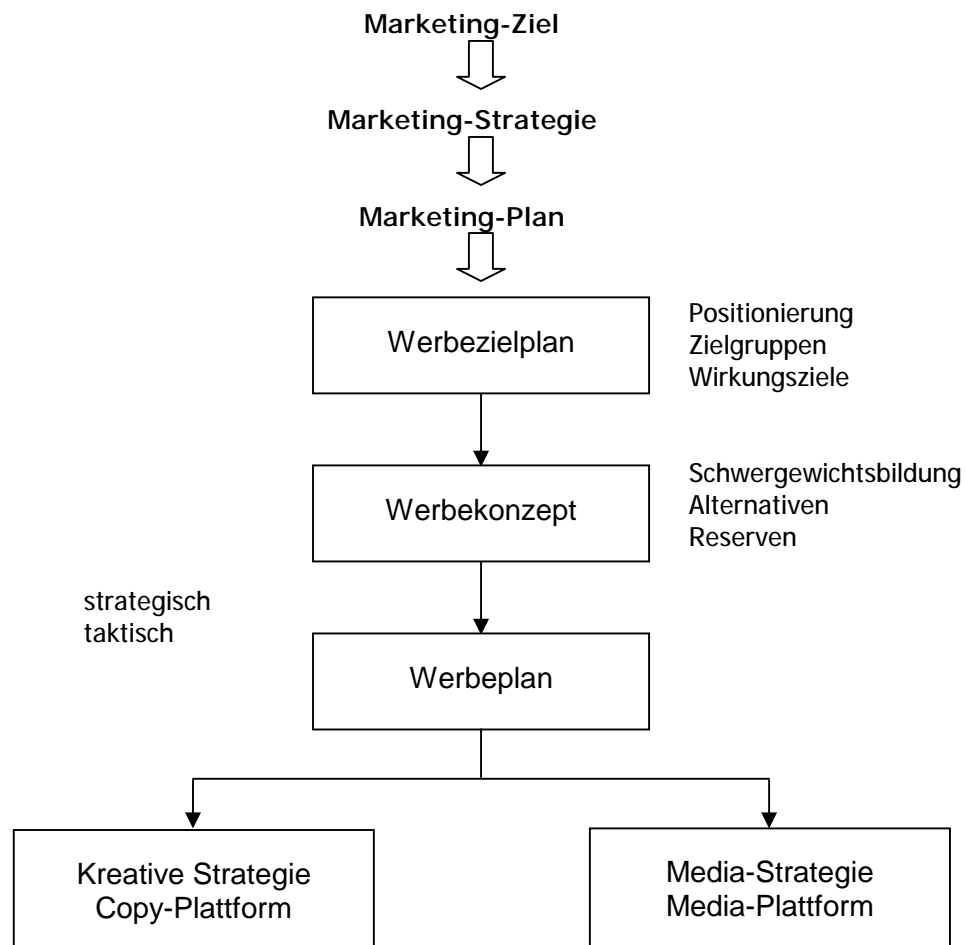 Marketing-Ziel
Marketing-Strategie
Marketing-Plan
Werbezielplan
Positionierung
Zielgruppen
Wirkungsziele
Werbekonzept
Schwergewichtsbildung
Alternativen
Reserven
strategisch
taktisch
Werbeplan
Kreative Strategie
Copy-Plattform
Media-Strategie
Media-Plattform